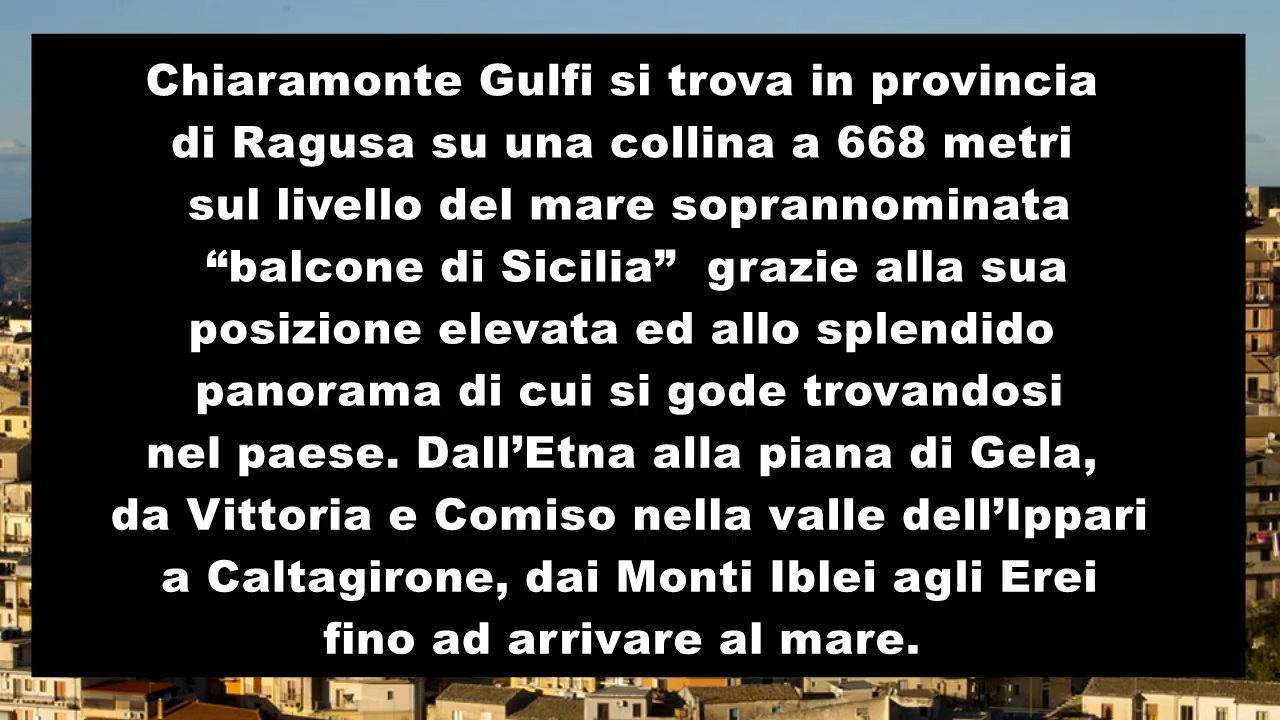 Chiaramonte Gulfi si trova in provincia
di Ragusa su una collina a 668 metri
sul livello del mare soprannominata
“balcone di Sicilia” grazie alla sua
posizione elevata ed allo splendido
panorama di cui si gode trovandosi
nel paese. Dall’Etna alla piana di Gela,
da Vittoria e Comiso nella valle dell’Ippari
a Caltagirone, dai Monti Iblei agli Erei
fino ad arrivare al mare.